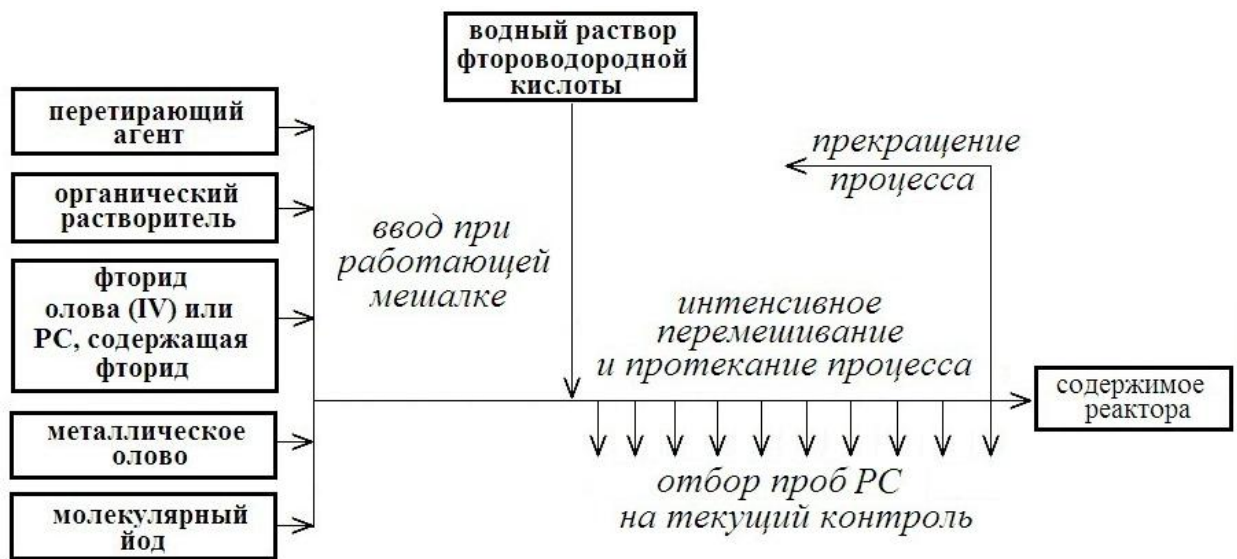 водный раствор
фтороводородной
кислоты
перетирающий
агент
органический
растворитель
фторид
олова (IV) или
РС, содержащая
фторид
металлическое
олово
молекулярный
йод
ввод при
работающей
мешалке
прекращение
процесса
интенсивное
перемешивание
и протекание процесса
содержимое
реактора
отбор проб РС
на текущий контроль